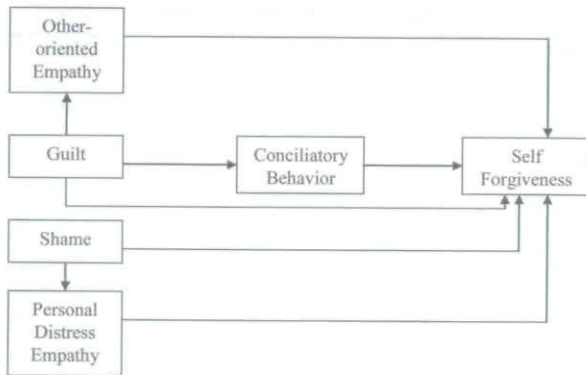 Other-
oriented
Empathy
Guilt
Conciliatory
Behavior
Self
Forgiveness
Shame
Personal
Distress
Empathy